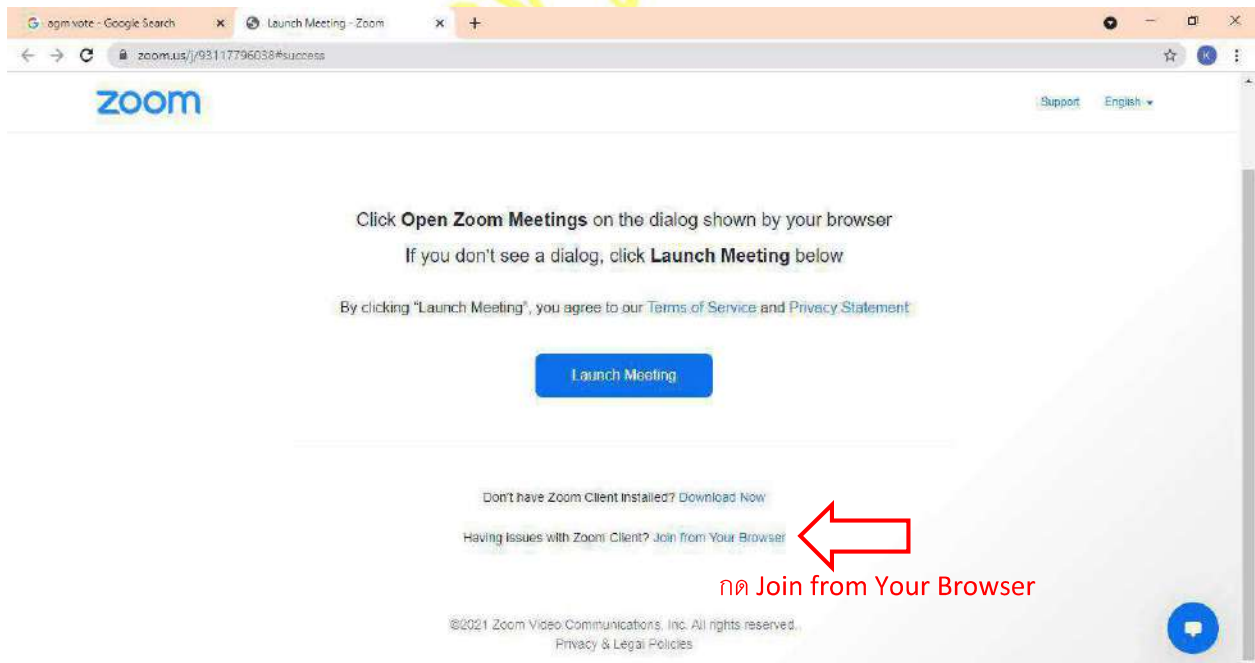 agm vote - Google Search
Launch Meeting - Zoom
zoom.us/j/93117796038#success
K
zoom
Support English
Click Open Zoom Meetings on the dialog shown by your browser
If you don't see a dialog, click Launch Meeting below
By clicking "Launch Meeting", you agree to our Terms of Service and Privacy Statement
Launch Meeting
Don't have Zoom Client installed? Download Now
Having issues with Zoom Client? Join from Your Browser
กด Join from Your Browser
©2021 Zoom Video Communications, Inc. All rights reserved.
Privacy & Legal Policies